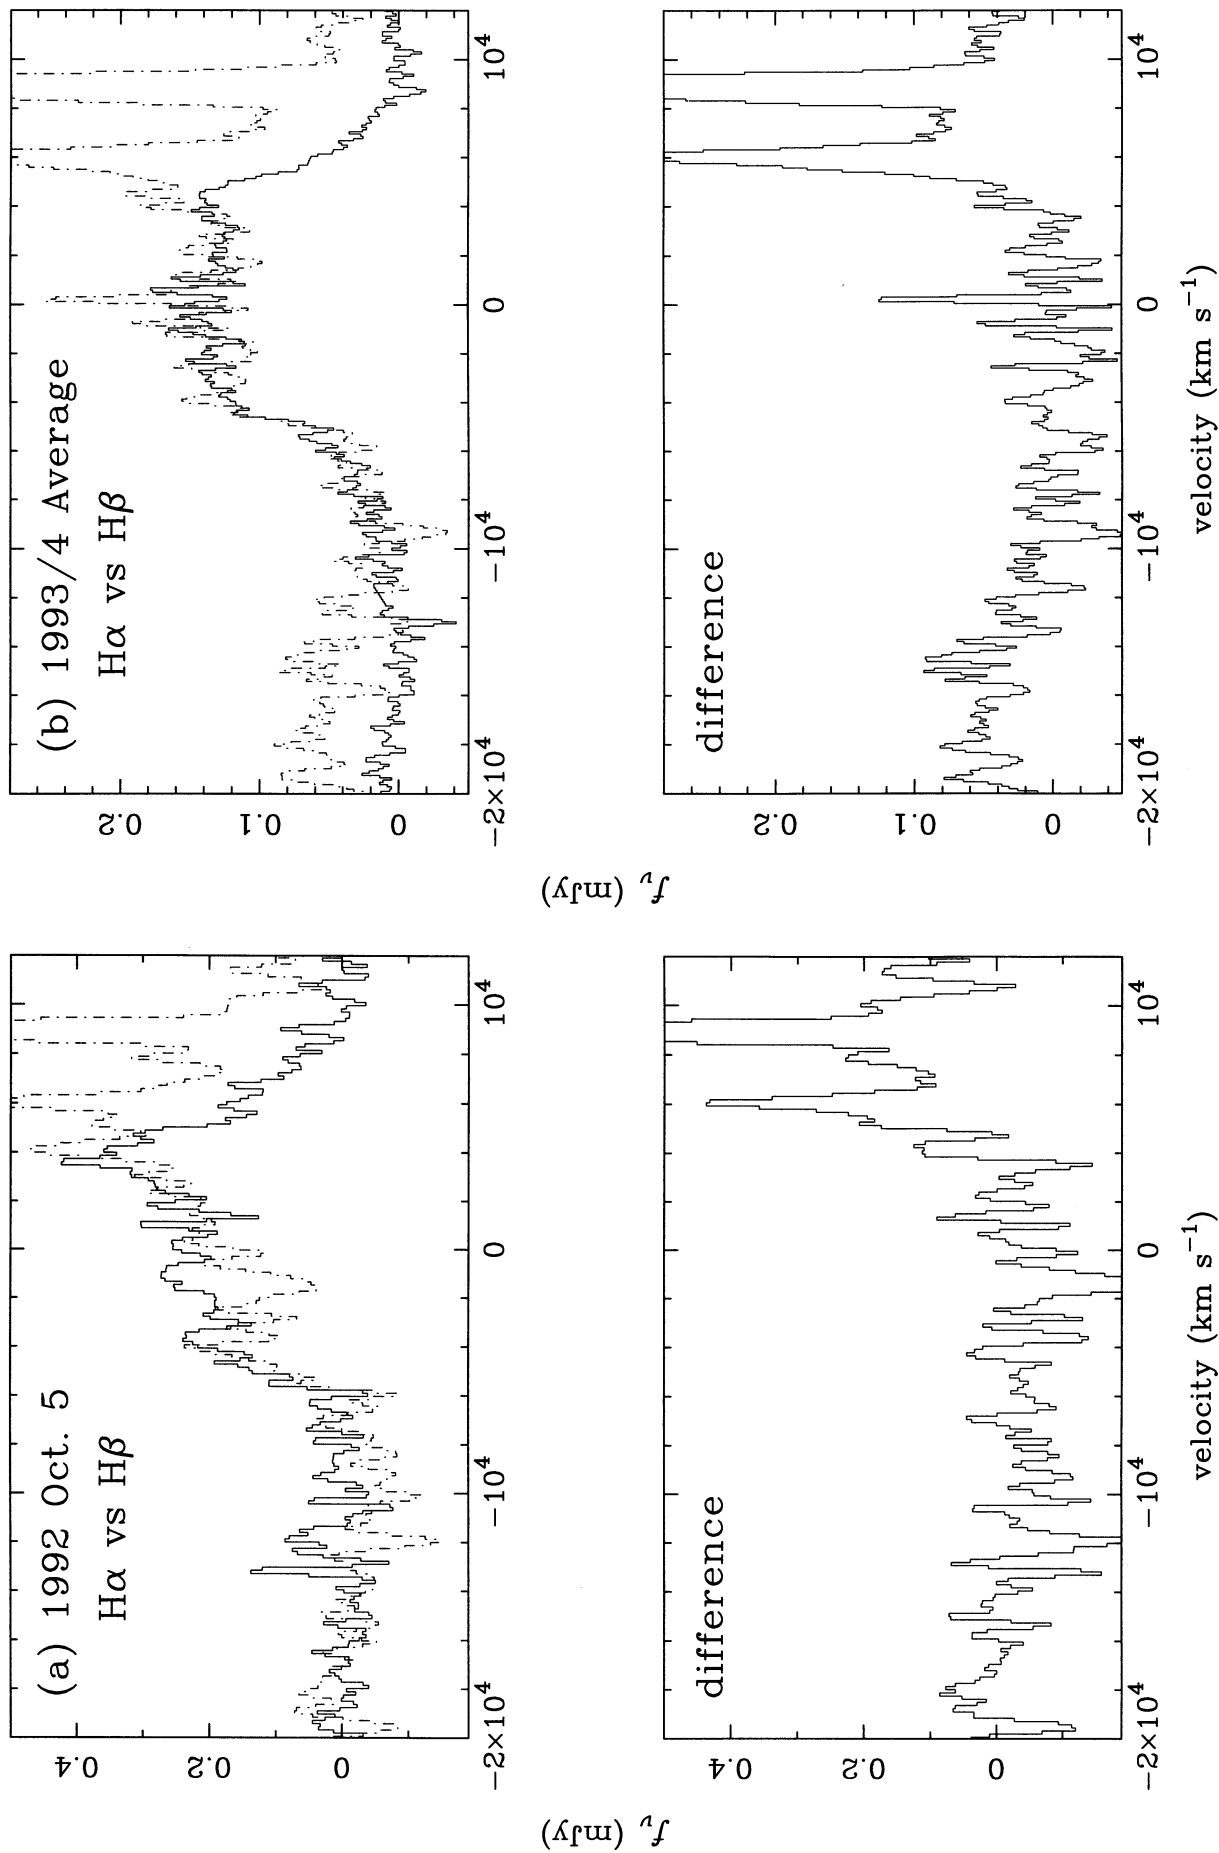 (a) 1992 Oct. 5
Hα vs Hβ
0.4
0.2
0
−2×10⁴
−10⁴
0
10⁴
difference
0.4
0.2
0
−2×10⁴
−10⁴
0
10⁴
fν (mJy)
velocity (km s⁻¹)
(b) 1993/4 Average
Hα vs Hβ
0.2
0.1
0
−2×10⁴
−10⁴
0
10⁴
difference
0.2
0.1
0
−2×10⁴
−10⁴
0
10⁴
fν (mJy)
velocity (km s⁻¹)